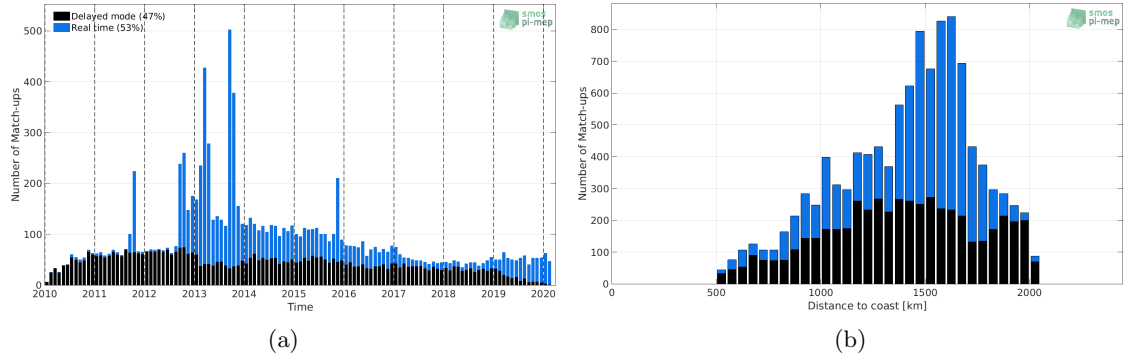 Delayed mode (47%)
Real time (53%)
smos
pi-mep
Number of Match-ups
500
400
300
200
100
0
2010 2011 2012 2013 2014 2015 2016 2017 2018 2019 2020
Time
(a)
smos
pi-mep
Number of Match-ups
800
700
600
500
400
300
200
100
0
0 500 1000 1500 2000
Distance to coast [km]
(b)